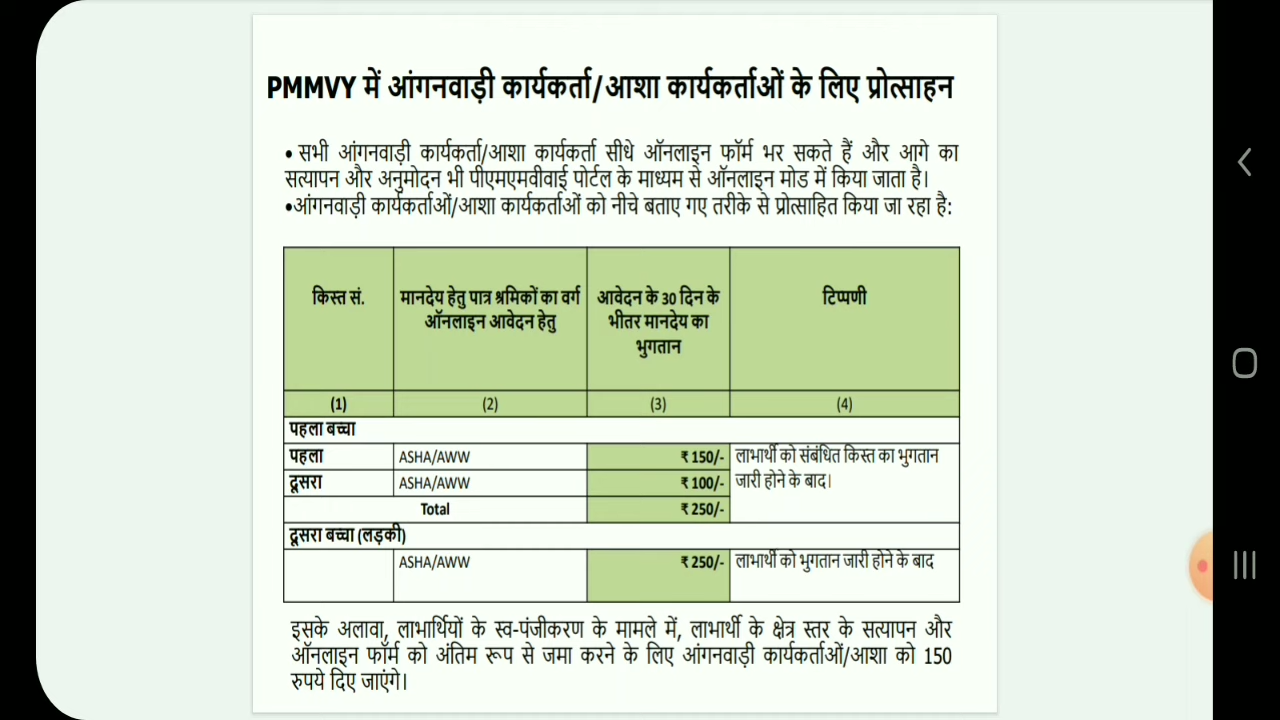 PMMVY में आंगनवाड़ी कार्यकर्ता/आशा कार्यकर्ताओं के लिए प्रोत्साहन
• सभी आंगनवाड़ी कार्यकर्ता/आशा कार्यकर्ता सीधे ऑनलाइन फॉर्म भर सकते हैं और आगे का
सत्यापन और अनुमोदन भी पीएमएमवीवाई पोर्टल के माध्यम से ऑनलाइन मोड में किया जाता है।
•आंगनवाड़ी कार्यकर्ताओं/आशा कार्यकर्ताओं को नीचे बताए गए तरीके से प्रोत्साहित किया जा रहा है:
किस्त सं.
मानदेय हेतु पात्र श्रमिकों का वर्ग
ऑनलाइन आवेदन हेतु
आवेदन के 30 दिन के
भीतर मानदेय का
भुगतान
टिप्पणी
(1) (2) (3) (4)
पहला बच्चा
पहला ASHA/AWW ₹ 150/- लाभार्थी को संबंधित किस्त का भुगतान
दूसरा ASHA/AWW ₹ 100/- जारी होने के बाद।
Total ₹ 250/-
दूसरा बच्चा (लड़की)
ASHA/AWW ₹ 250/- लाभार्थी को भुगतान जारी होने के बाद
इसके अलावा, लाभार्थियों के स्व-पंजीकरण के मामले में, लाभार्थी के क्षेत्र स्तर के सत्यापन और
ऑनलाइन फॉर्म को अंतिम रूप से जमा करने के लिए आंगनवाड़ी कार्यकर्ताओं/आशा को 150
रुपये दिए जाएंगे।